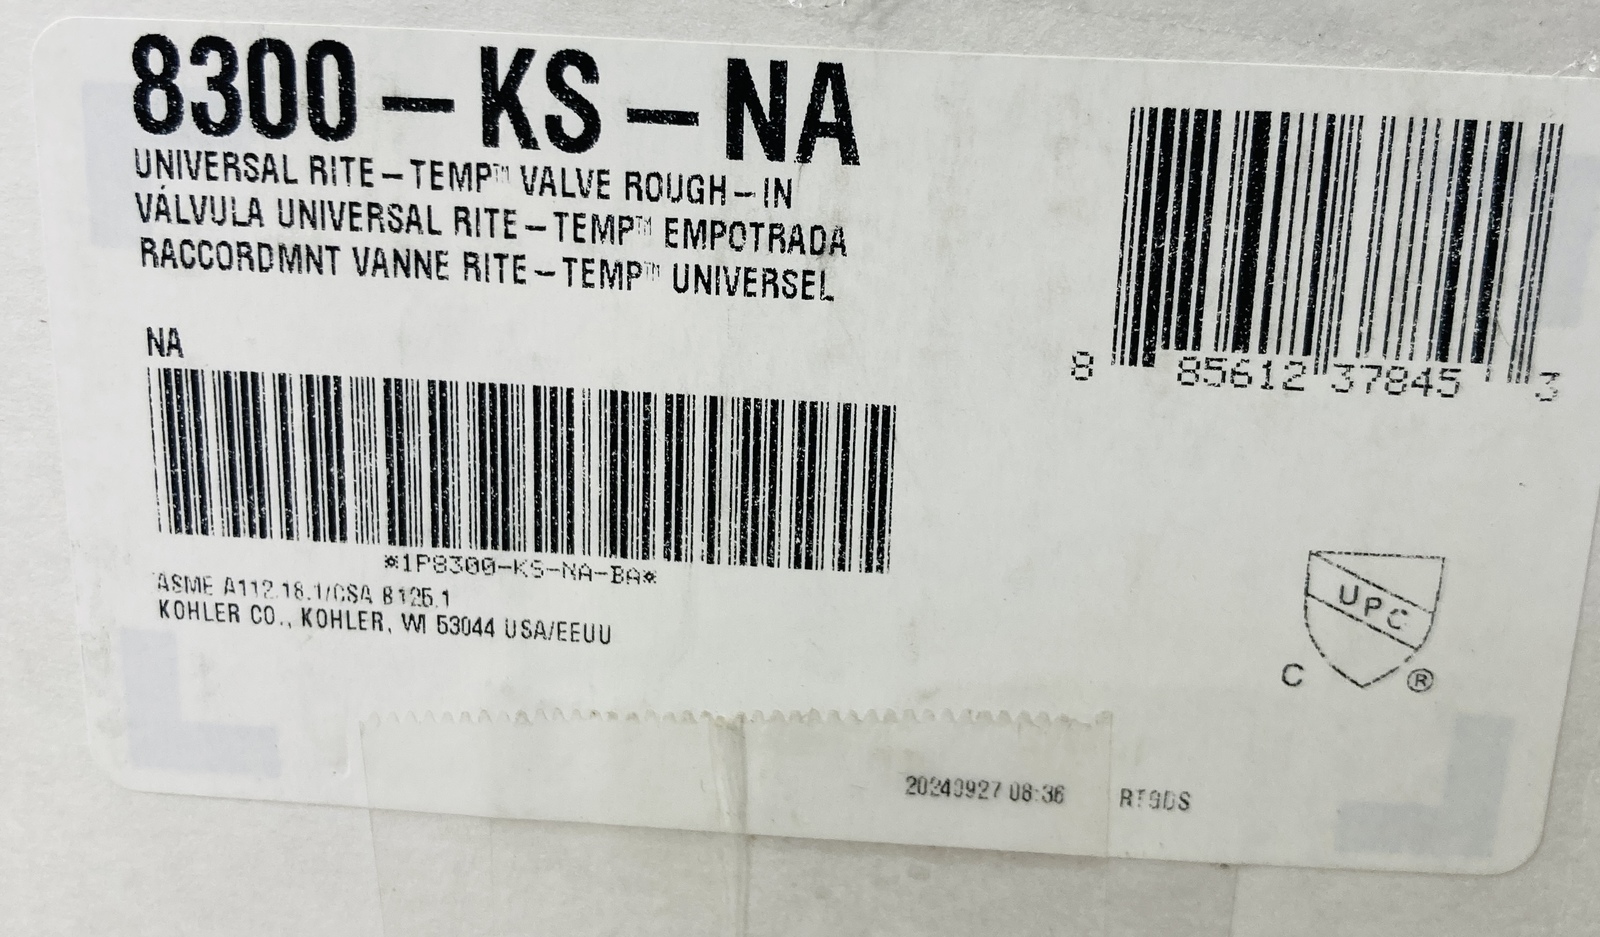 8300-KS-NA
UNIVERSAL RITE-TEMP™ VALVE ROUGH-IN
VÁLVULA UNIVERSAL RITE-TEMP™ EMPOTRADA
RACCORDMNT VANNE RITE-TEMP™ UNIVERSEL
8 85612 37845 3
NA
*1P8300-KS-NA-BA*
ASME A112.18.1/CSA B125.1
KOHLER CO., KOHLER, WI 53044 USA/EEUU
UPC
C ®
20240927 08:36